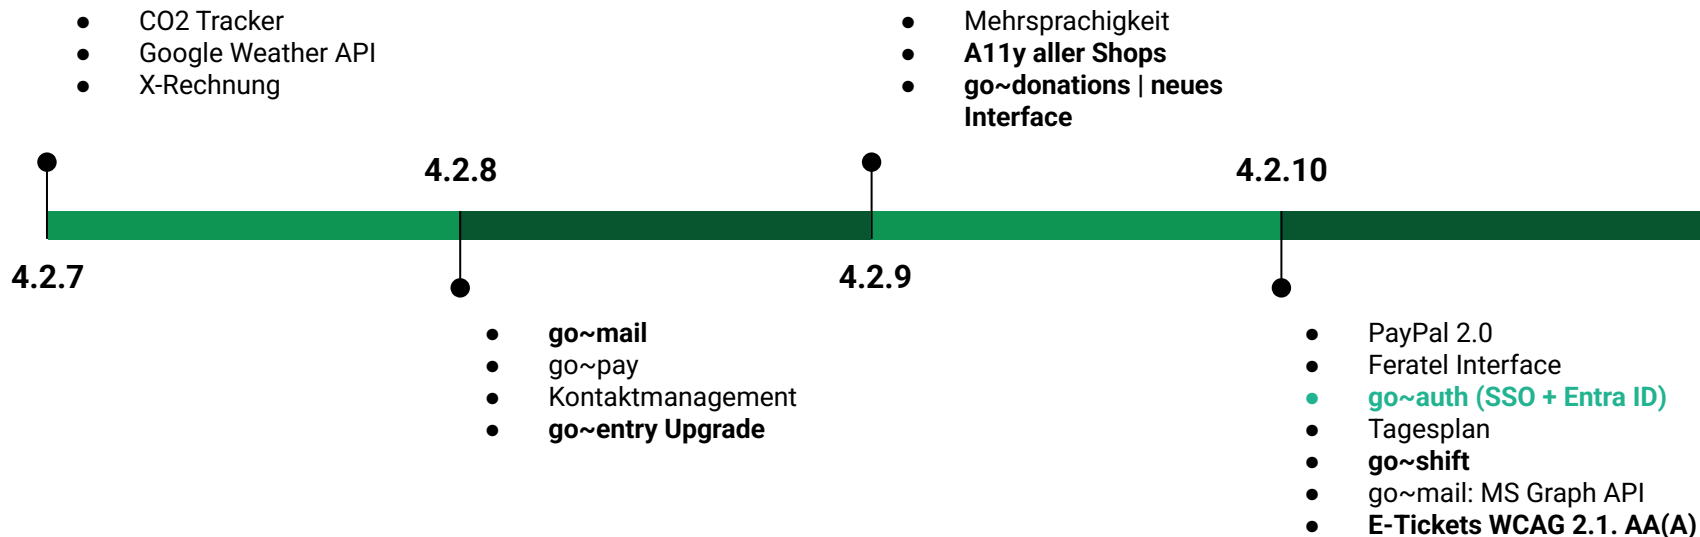 ● CO2 Tracker
● Google Weather API
● X-Rechnung
● Mehrsprachigkeit
● A11y aller Shops
● go~donations | neues
Interface
4.2.8
4.2.10
4.2.7
4.2.9
● go~mail
● go~pay
● Kontaktmanagement
● go~entry Upgrade
● PayPal 2.0
● Feratel Interface
● go~auth (SSO + Entra ID)
● Tagesplan
● go~shift
● go~mail: MS Graph API
● E-Tickets WCAG 2.1. AA(A)